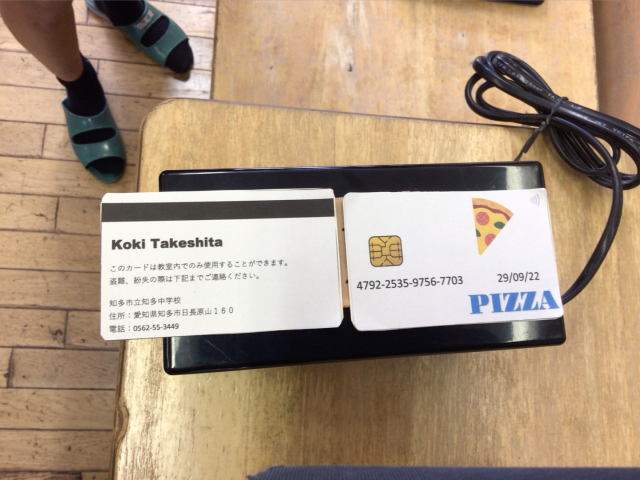 Koki Takeshita
このカードは教室内でのみ使用することができます。
盗難、紛失の際は下記までご連絡ください。
知多市立知多中学校
住所：愛知県知多市日長原山１６０
電話：0562-55-3449
4792-2535-9756-7703
29/09/22
PIZZA